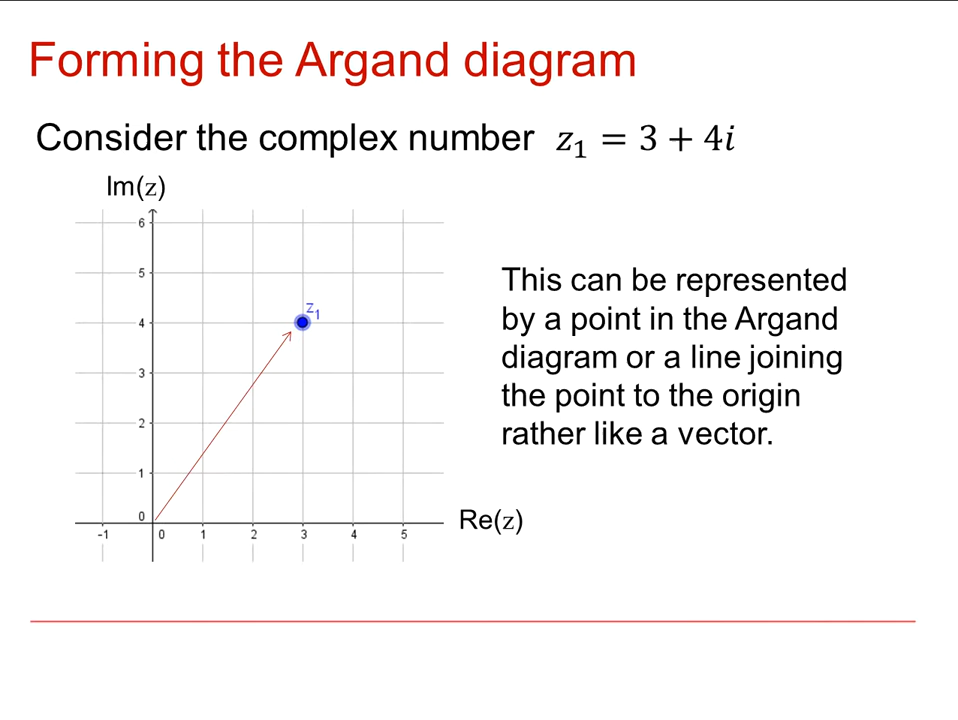 Forming the Argand diagram
Consider the complex number z₁ = 3 + 4i
Im(z)
6
5
4
3
2
1
0
z₁
This can be represented
by a point in the Argand
diagram or a line joining
the point to the origin
rather like a vector.
-1 0 1 2 3 4 5
Re(z)